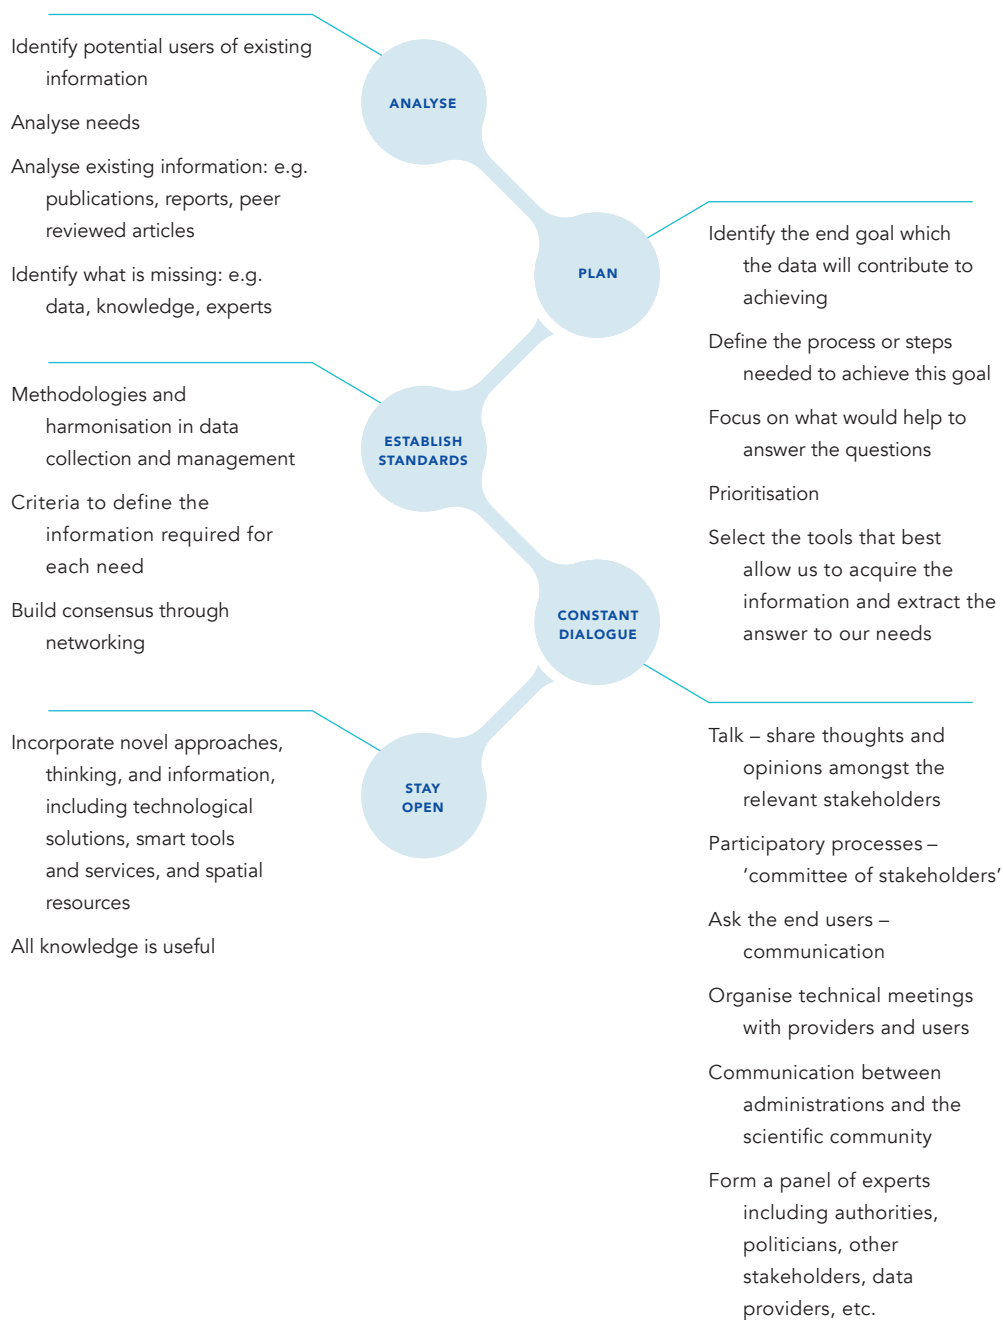 ANALYSE
Identify potential users of existing
information
Analyse needs
Analyse existing information: e.g.
publications, reports, peer
reviewed articles
Identify what is missing: e.g.
data, knowledge, experts
PLAN
Identify the end goal which
the data will contribute to
achieving
Define the process or steps
needed to achieve this goal
Focus on what would help to
answer the questions
Prioritisation
Select the tools that best
allow us to acquire the
information and extract the
answer to our needs
ESTABLISH
STANDARDS
Methodologies and
harmonisation in data
collection and management
Criteria to define the
information required for
each need
Build consensus through
networking
CONSTANT
DIALOGUE
Talk – share thoughts and
opinions amongst the
relevant stakeholders
Participatory processes –
‘committee of stakeholders’
Ask the end users –
communication
Organise technical meetings
with providers and users
Communication between
administrations and the
scientific community
Form a panel of experts
including authorities,
politicians, other
stakeholders, data
providers, etc.
STAY
OPEN
Incorporate novel approaches,
thinking, and information,
including technological
solutions, smart tools
and services, and spatial
resources
All knowledge is useful